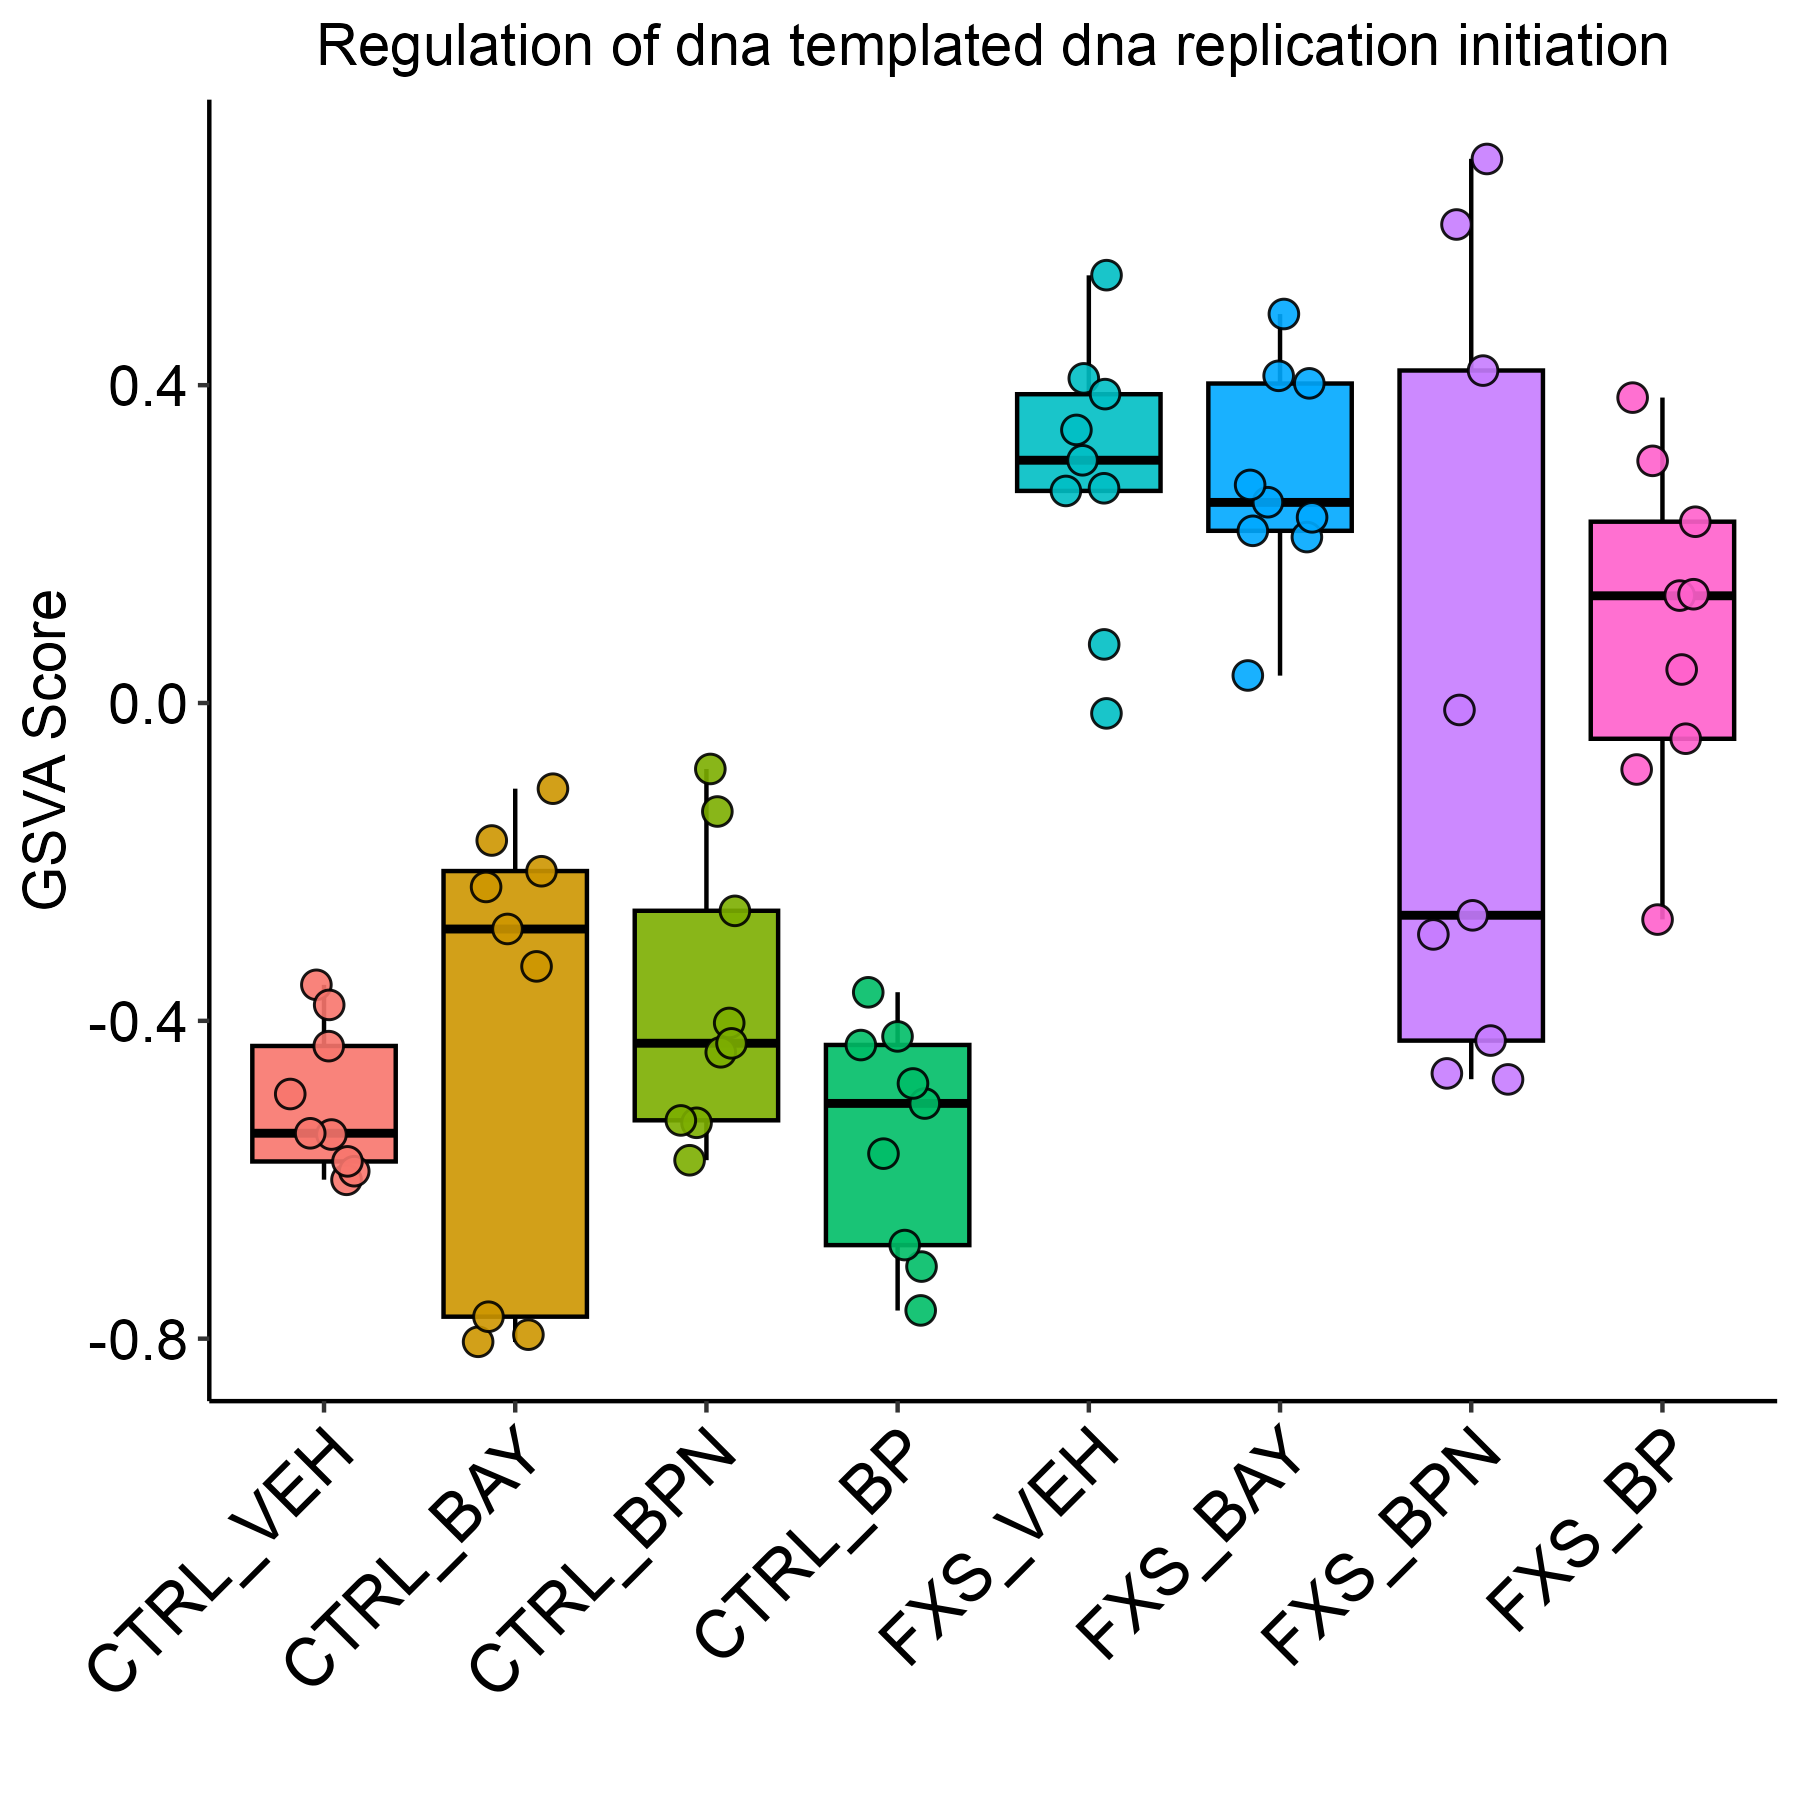 Regulation of dna templated dna replication initiation
GSVA Score
0.4
0.0
-0.4
-0.8
CTRL_VEH
CTRL_BAY
CTRL_BPN
CTRL_BP
FXS_VEH
FXS_BAY
FXS_BPN
FXS_BP